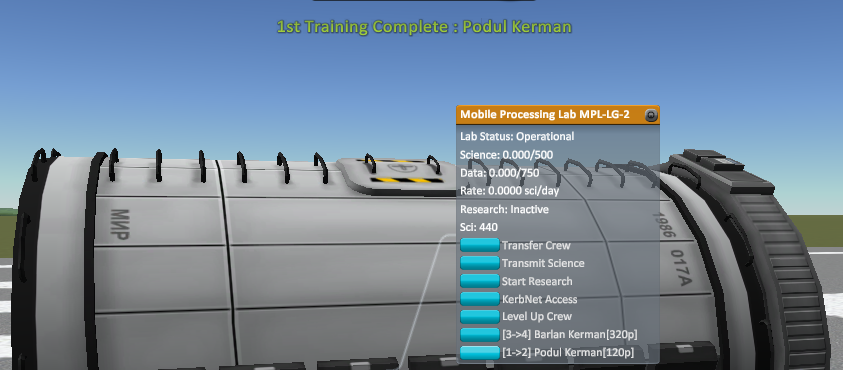 1st Training Complete : Podul Kerman
Mobile Processing Lab MPL-LG-2
Lab Status: Operational
Science: 0.000/500
Data: 0.000/750
Rate: 0.0000 sci/day
Research: Inactive
Sci: 440
Transfer Crew
Transmit Science
Start Research
KerbNet Access
Level Up Crew
[3->4] Barlan Kerman[320p]
[1->2] Podul Kerman[120p]
МИР
1986 017A